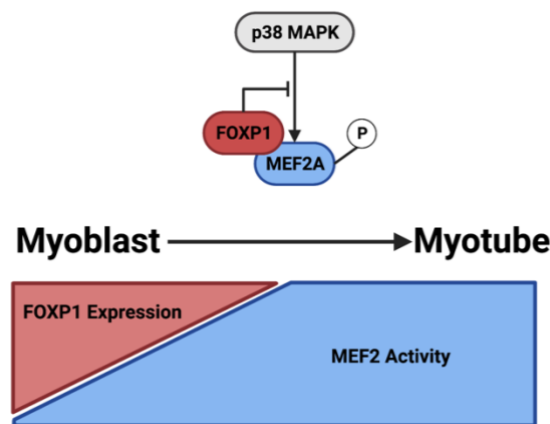 p38 MAPK
FOXP1
P
MEF2A
Myoblast Myotube
FOXP1 Expression
MEF2 Activity